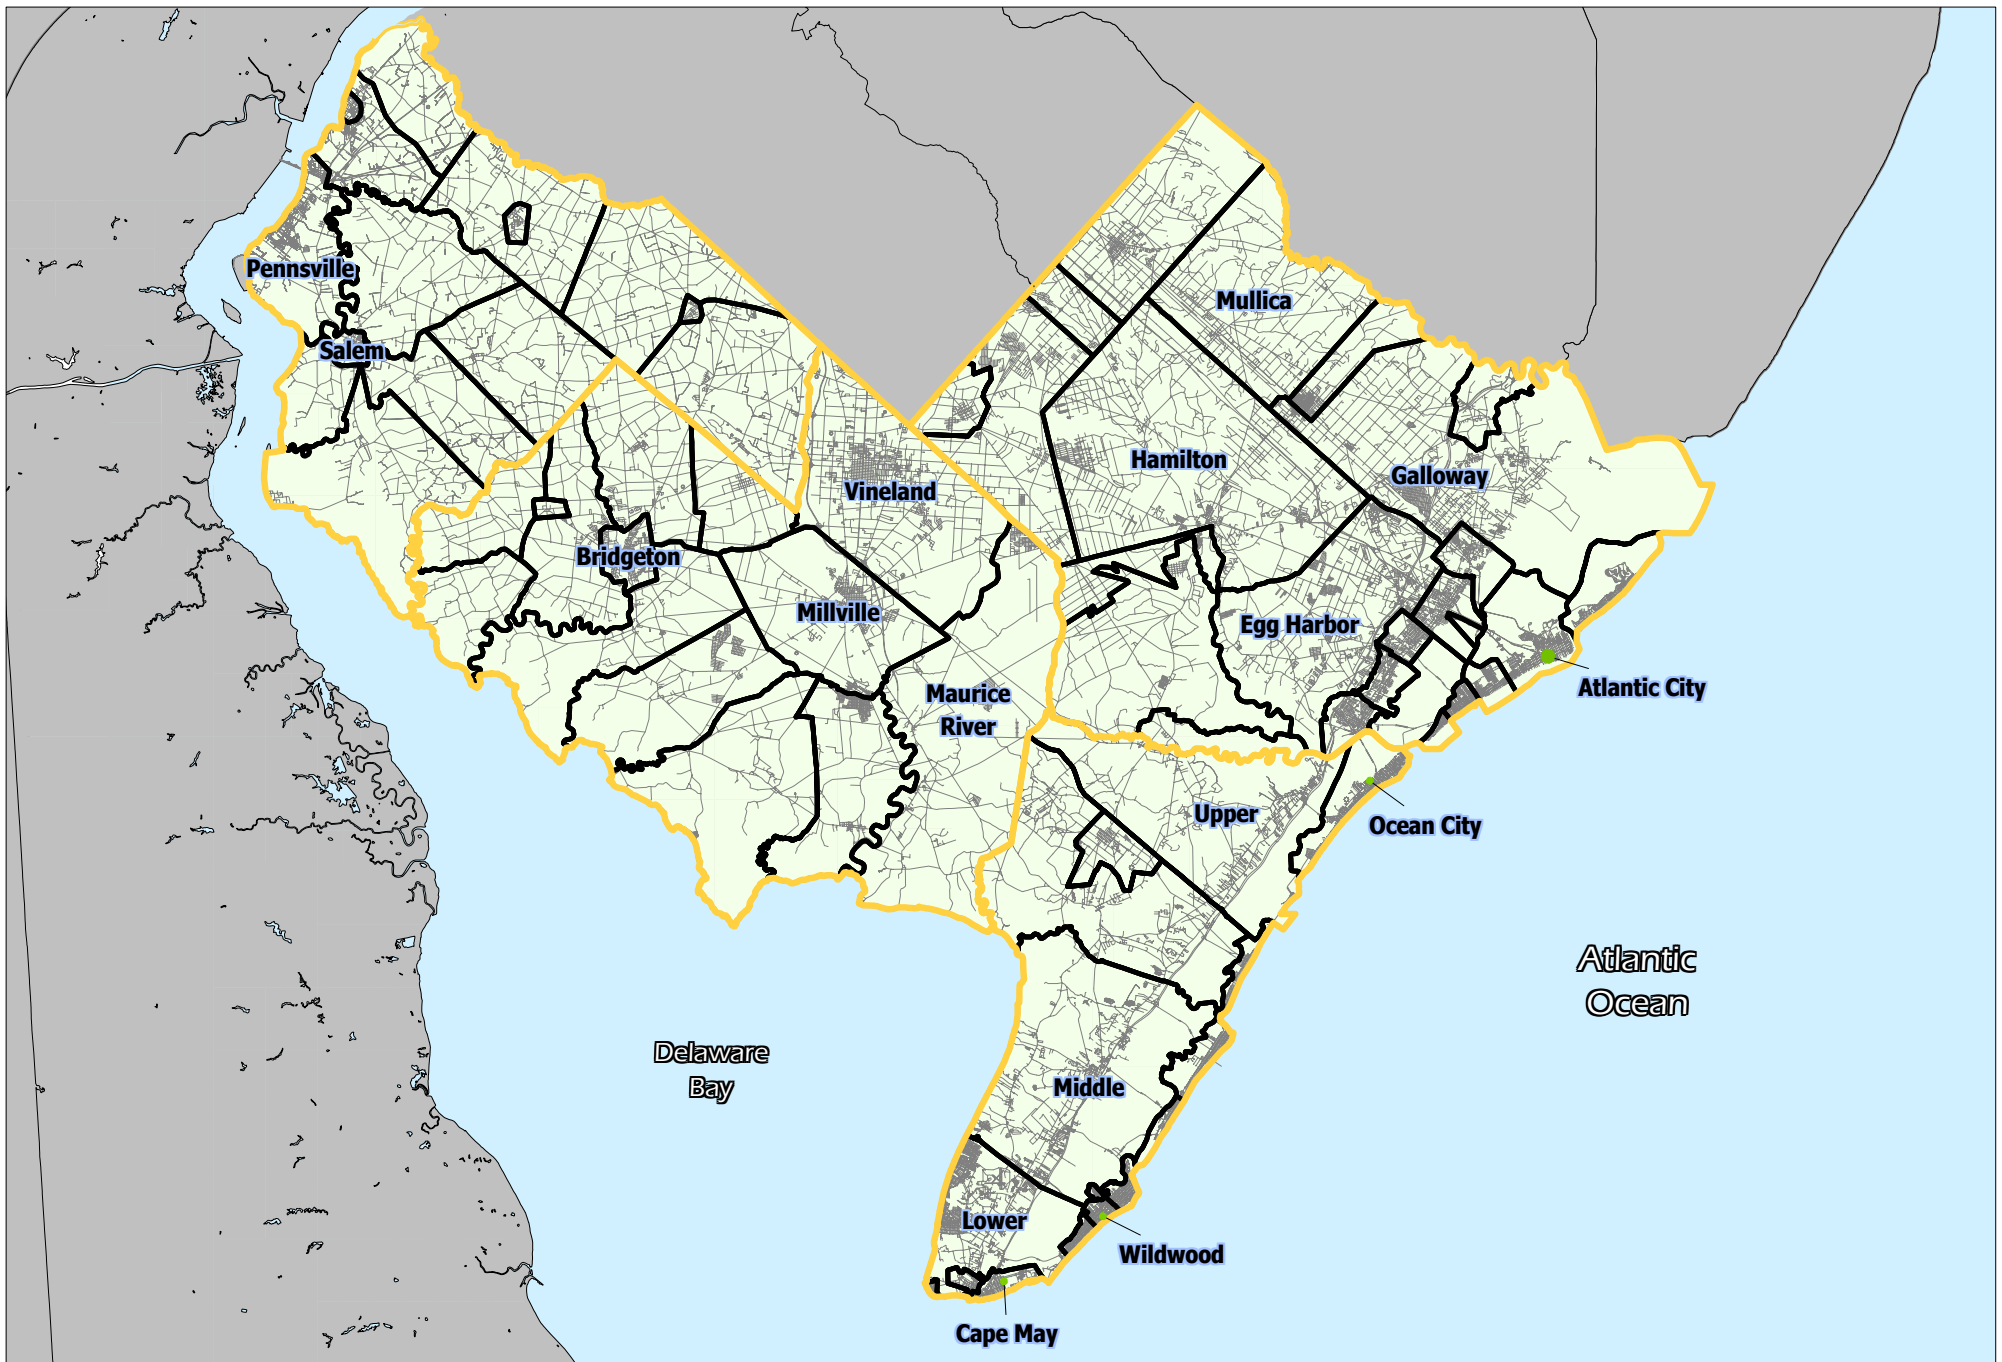 Pennsville
Mullica
Salem
Hamilton
Galloway
Vineland
Bridgeton
Millville
Egg Harbor
Maurice
River
Atlantic City
Upper
Ocean City
Atlantic
Ocean
Delaware
Bay
Middle
Lower
Wildwood
Cape May